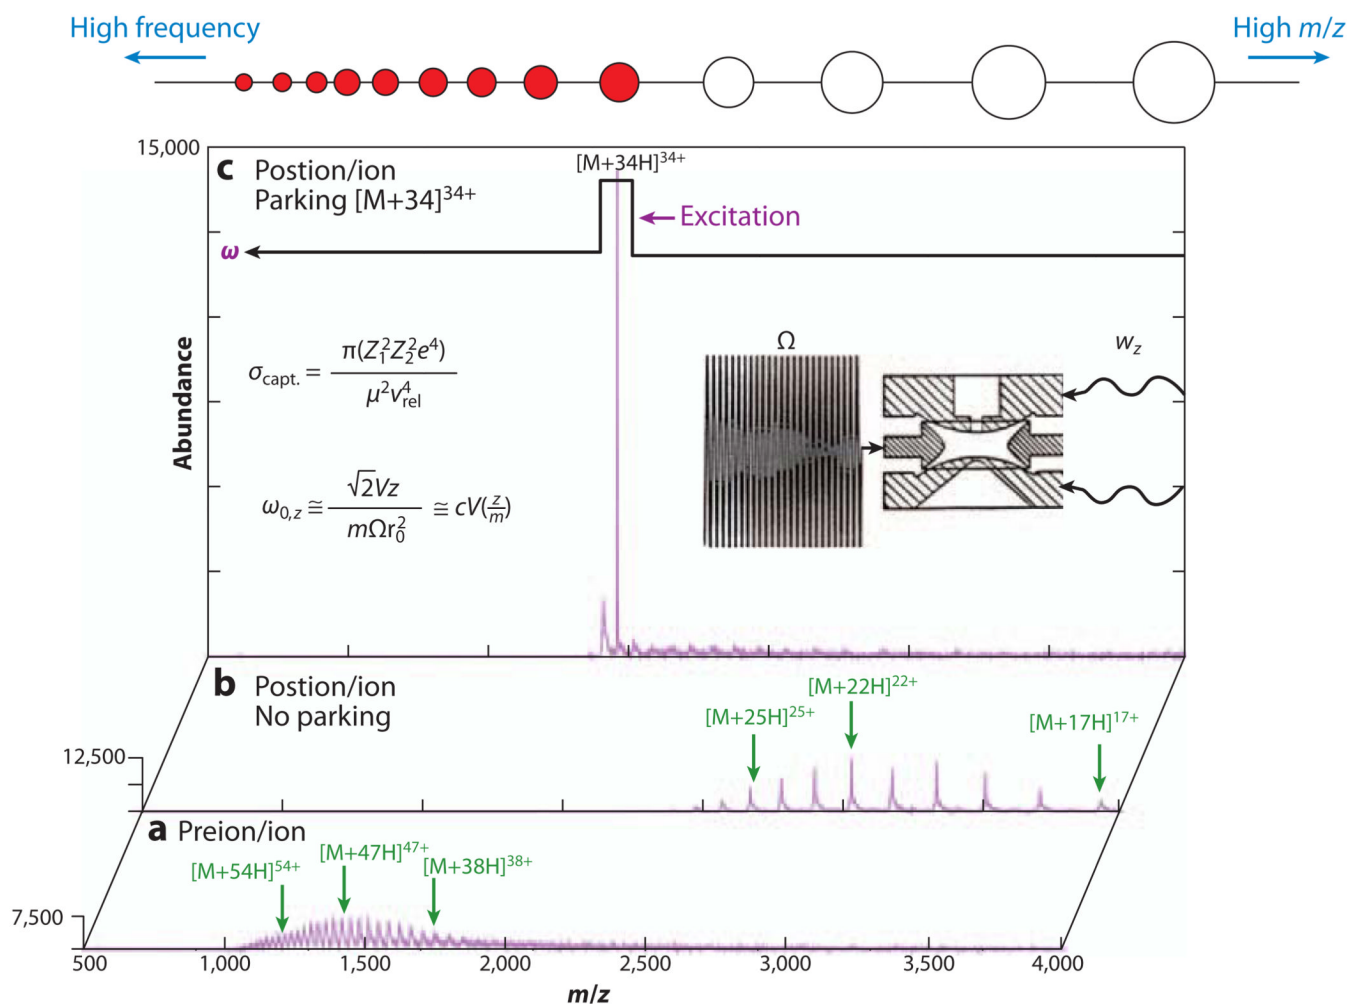 High frequency
High m/z
15,000
c Postion/ion
Parking [M+34]³⁴⁺
[M+34H]³⁴⁺
Excitation
ω
Abundance
σcapt. = π(Z₁²Z₂²e⁴) / μ²v⁴rel
ω₀,z ≅ √2Vz / mΩr₀² ≅ cV(z/m)
Ω
wz
b Postion/ion
No parking
[M+25H]²⁵⁺
[M+22H]²²⁺
[M+17H]¹⁷⁺
12,500
a Preion/ion
[M+54H]⁵⁴⁺
[M+47H]⁴⁷⁺
[M+38H]³⁸⁺
7,500
500 1,000 1,500 2,000 2,500 3,000 3,500 4,000
m/z